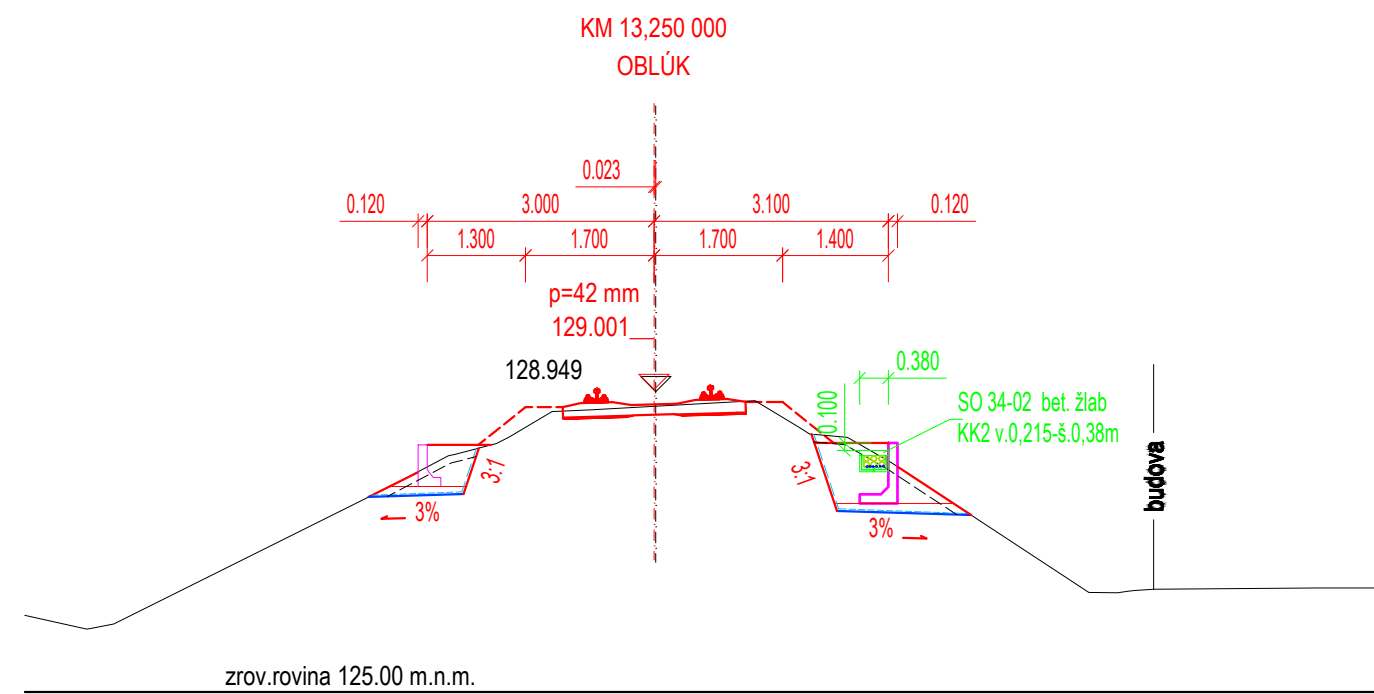 KM 13,250 000
OBLÚK
0.023
0.120 3.000 3.100 0.120
1.300 1.700 1.700 1.400
p=42 mm
129.001
128.949
0.380
0.100
SO 34-02 bet. žlab
KK2 v.0,215-š.0,38m
3:1
3:1
budova
3%
3%
zrov.rovina 125.00 m.n.m.